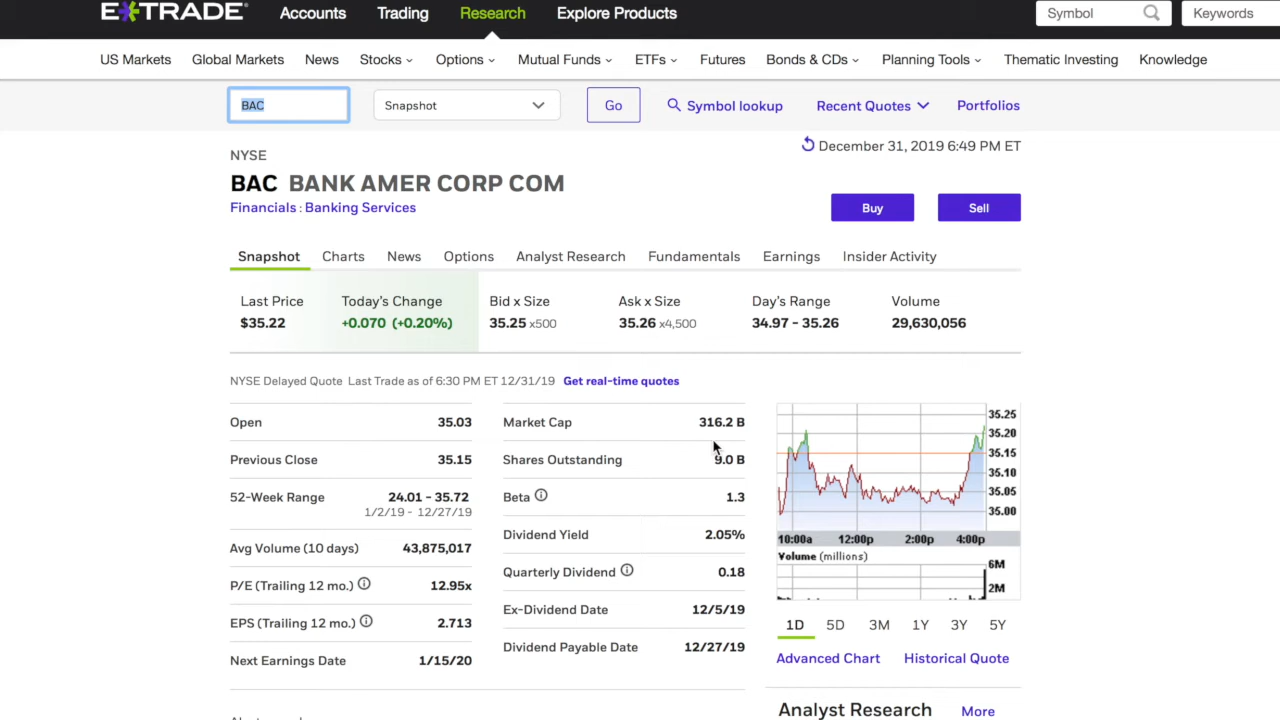 E*TRADE Accounts Trading Research Explore Products Symbol Keywords
US Markets Global Markets News Stocks Options Mutual Funds ETFs Futures Bonds & CDs Planning Tools Thematic Investing Knowledge
BAC Snapshot Go Symbol lookup Recent Quotes Portfolios
December 31, 2019 6:49 PM ET
NYSE
BAC BANK AMER CORP COM
Financials : Banking Services
Buy Sell
Snapshot Charts News Options Analyst Research Fundamentals Earnings Insider Activity
Last Price Today's Change Bid x Size Ask x Size Day's Range Volume
$35.22 +0.070 (+0.20%) 35.25 x500 35.26 x4,500 34.97 - 35.26 29,630,056
NYSE Delayed Quote Last Trade as of 6:30 PM ET 12/31/19 Get real-time quotes
Open 35.03
Previous Close 35.15
52-Week Range 24.01 - 35.72
1/2/19 - 12/27/19
Avg Volume (10 days) 43,875,017
P/E (Trailing 12 mo.) 12.95x
EPS (Trailing 12 mo.) 2.713
Next Earnings Date 1/15/20
Market Cap 316.2 B
Shares Outstanding 9.0 B
Beta 1.3
Dividend Yield 2.05%
Quarterly Dividend 0.18
Ex-Dividend Date 12/5/19
Dividend Payable Date 12/27/19
35.25
35.20
35.15
35.10
35.05
35.00
10:00a 12:00p 2:00p 4:00p
Volume (millions)
6M
2M
1D 5D 3M 1Y 3Y 5Y
Advanced Chart Historical Quote
Analyst Research More